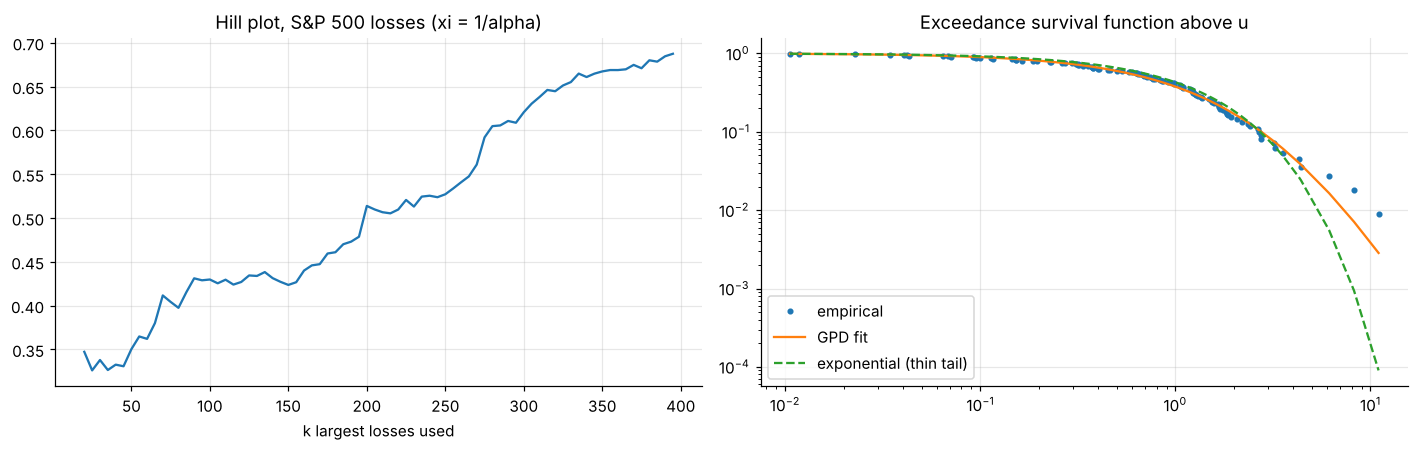 Hill plot, S&P 500 losses (xi = 1/alpha)
0.70
0.65
0.60
0.55
0.50
0.45
0.40
0.35
50 100 150 200 250 300 350 400
k largest losses used
Exceedance survival function above u
10⁰
10⁻¹
10⁻²
10⁻³
10⁻⁴
empirical
GPD fit
exponential (thin tail)
10⁻² 10⁻¹ 10⁰ 10¹